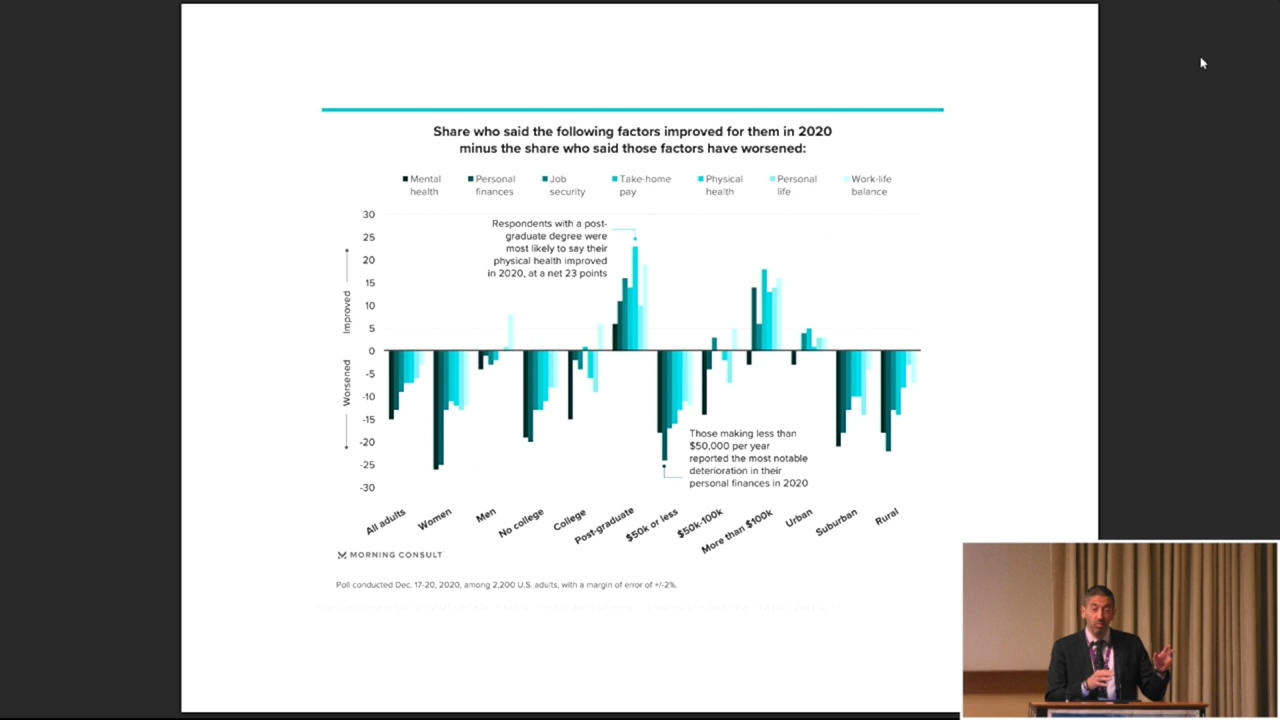 Share who said the following factors improved for them in 2020
minus the share who said those factors have worsened:
Mental health
Personal finances
Job security
Take-home pay
Physical health
Personal life
Work-life balance
30
25
20
15
10
5
0
-5
-10
-15
-20
-25
-30
Improved
Worsened
Respondents with a post-
graduate degree were
most likely to say their
physical health improved
in 2020, at a net 23 points
Those making less than
$50,000 per year
reported the most notable
deterioration in their
personal finances in 2020
All adults
Women
Men
No college
College
Post-graduate
$50k or less
$50k-100k
More than $100k
Urban
Suburban
Rural
MORNING CONSULT
Poll conducted Dec. 17-20, 2020, among 2,200 U.S. adults, with a margin of error of +/-2%.